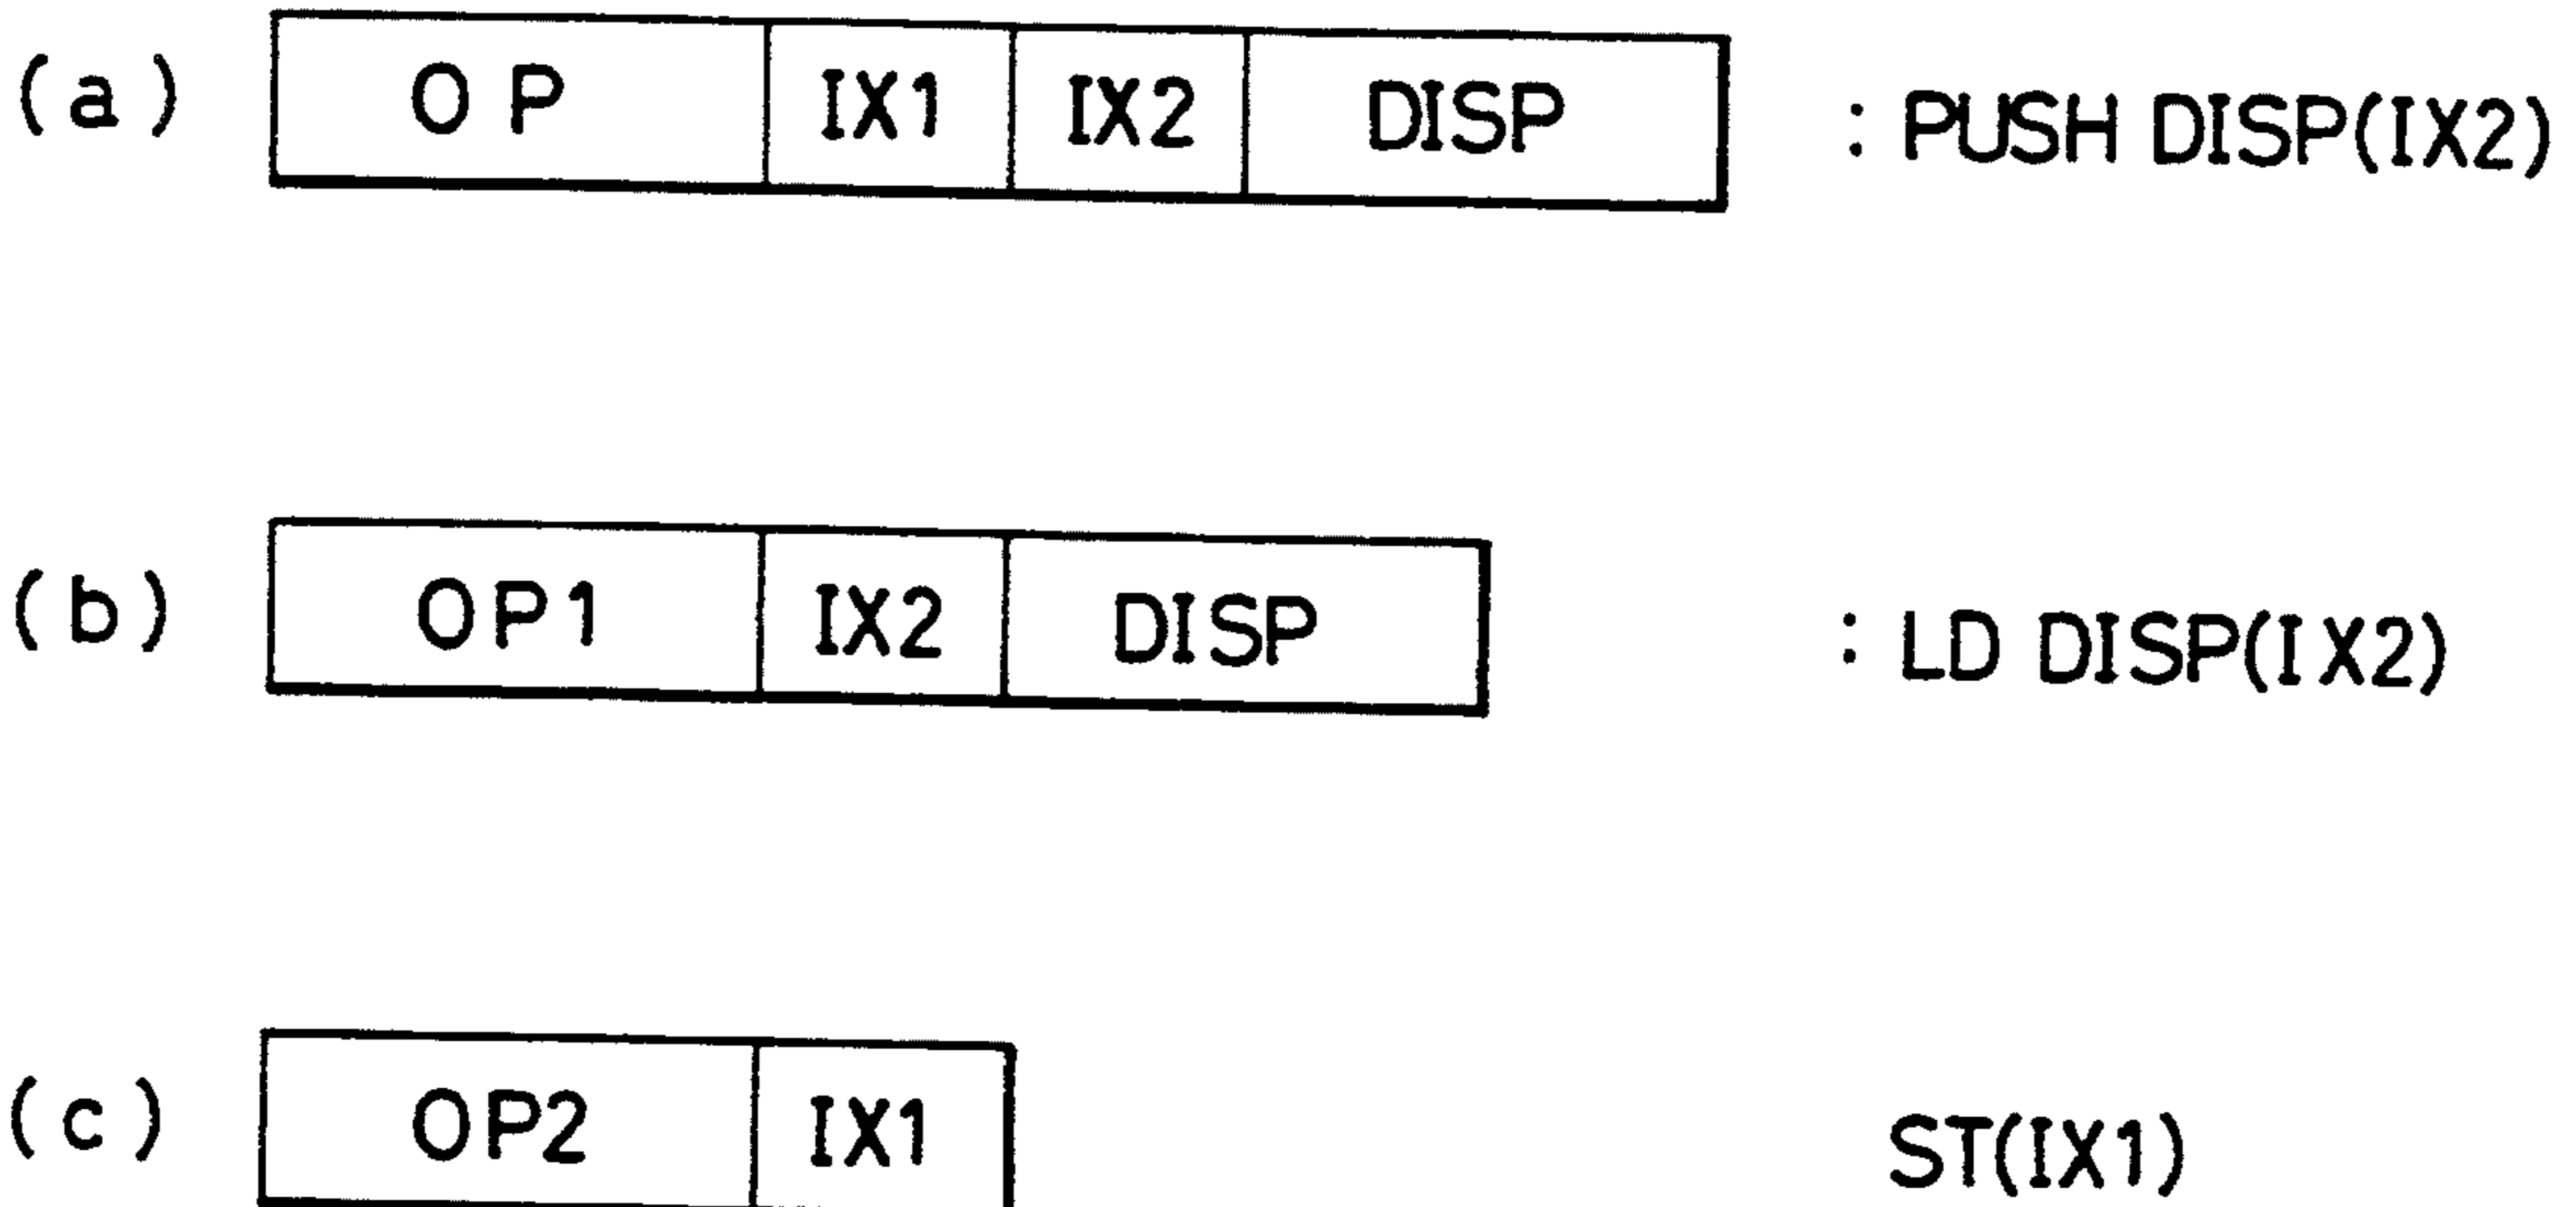 (a) OP IX1 IX2 DISP : PUSH DISP(IX2)
(b) OP1 IX2 DISP : LD DISP(IX2)
(c) OP2 IX1 ST(IX1)